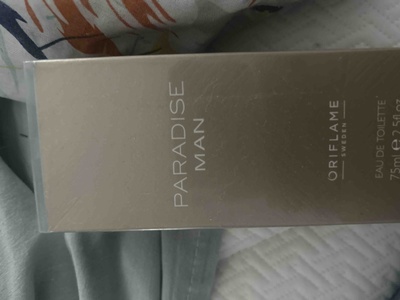 PARADISE
MAN
ORIFLAME
SWEDEN
EAU DE TOILETTE
75ml ℮ 2.5fl.oz